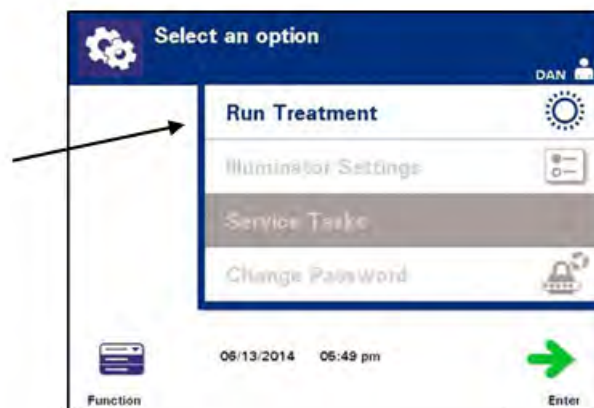 Select an option
DAN
Run Treatment
Illuminator Settings
Service Tasks
Change Password
06/13/2014 05:49 pm
Function
Enter